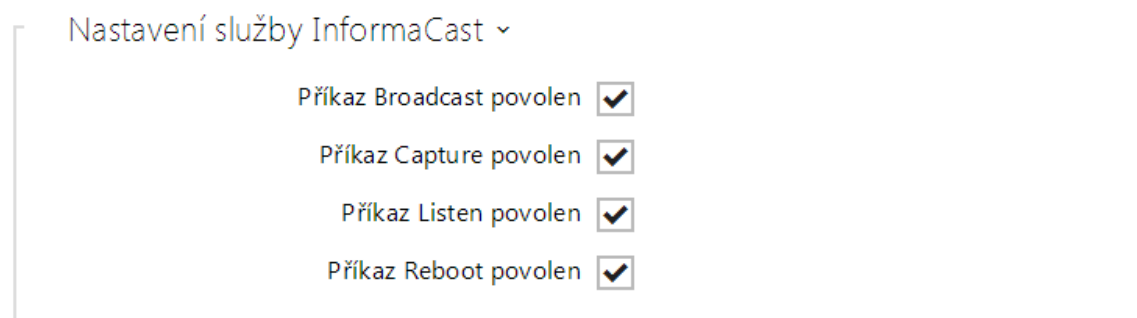 Nastavení služby InformaCast
Příkaz Broadcast povolen
Příkaz Capture povolen
Příkaz Listen povolen
Příkaz Reboot povolen